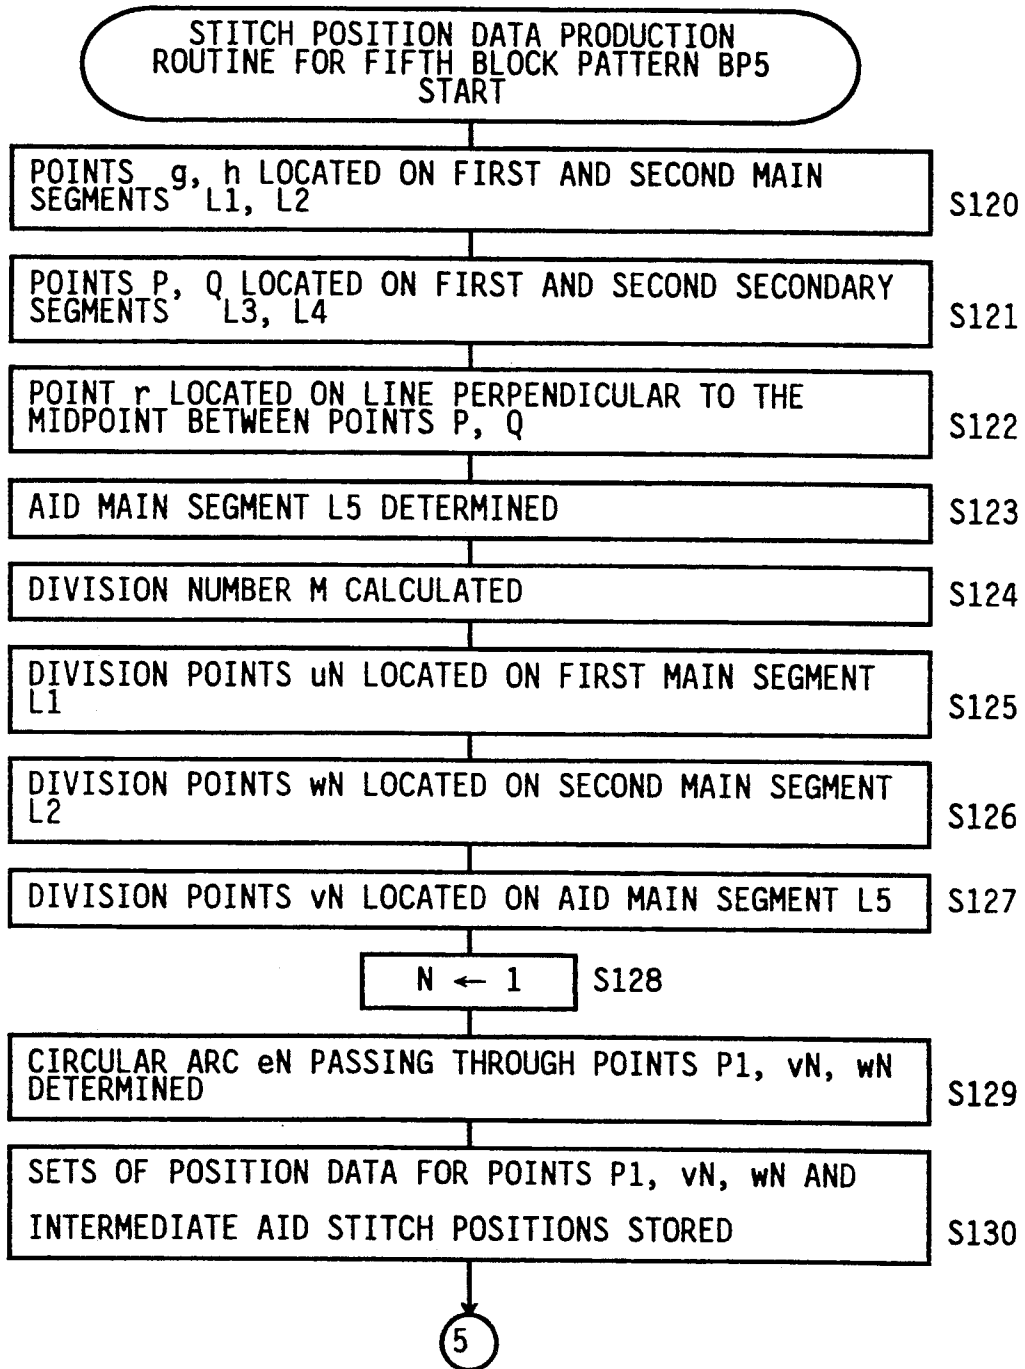 STITCH POSITION DATA PRODUCTION
ROUTINE FOR FIFTH BLOCK PATTERN BP5
START
POINTS g, h LOCATED ON FIRST AND SECOND MAIN
SEGMENTS L1, L2
S120
POINTS P, Q LOCATED ON FIRST AND SECOND SECONDARY
SEGMENTS L3, L4
S121
POINT r LOCATED ON LINE PERPENDICULAR TO THE
MIDPOINT BETWEEN POINTS P, Q
S122
AID MAIN SEGMENT L5 DETERMINED
S123
DIVISION NUMBER M CALCULATED
S124
DIVISION POINTS uN LOCATED ON FIRST MAIN SEGMENT
L1
S125
DIVISION POINTS wN LOCATED ON SECOND MAIN SEGMENT
L2
S126
DIVISION POINTS vN LOCATED ON AID MAIN SEGMENT L5
S127
N ← 1
S128
CIRCULAR ARC eN PASSING THROUGH POINTS P1, vN, wN
DETERMINED
S129
SETS OF POSITION DATA FOR POINTS P1, vN, wN AND
INTERMEDIATE AID STITCH POSITIONS STORED
S130
5